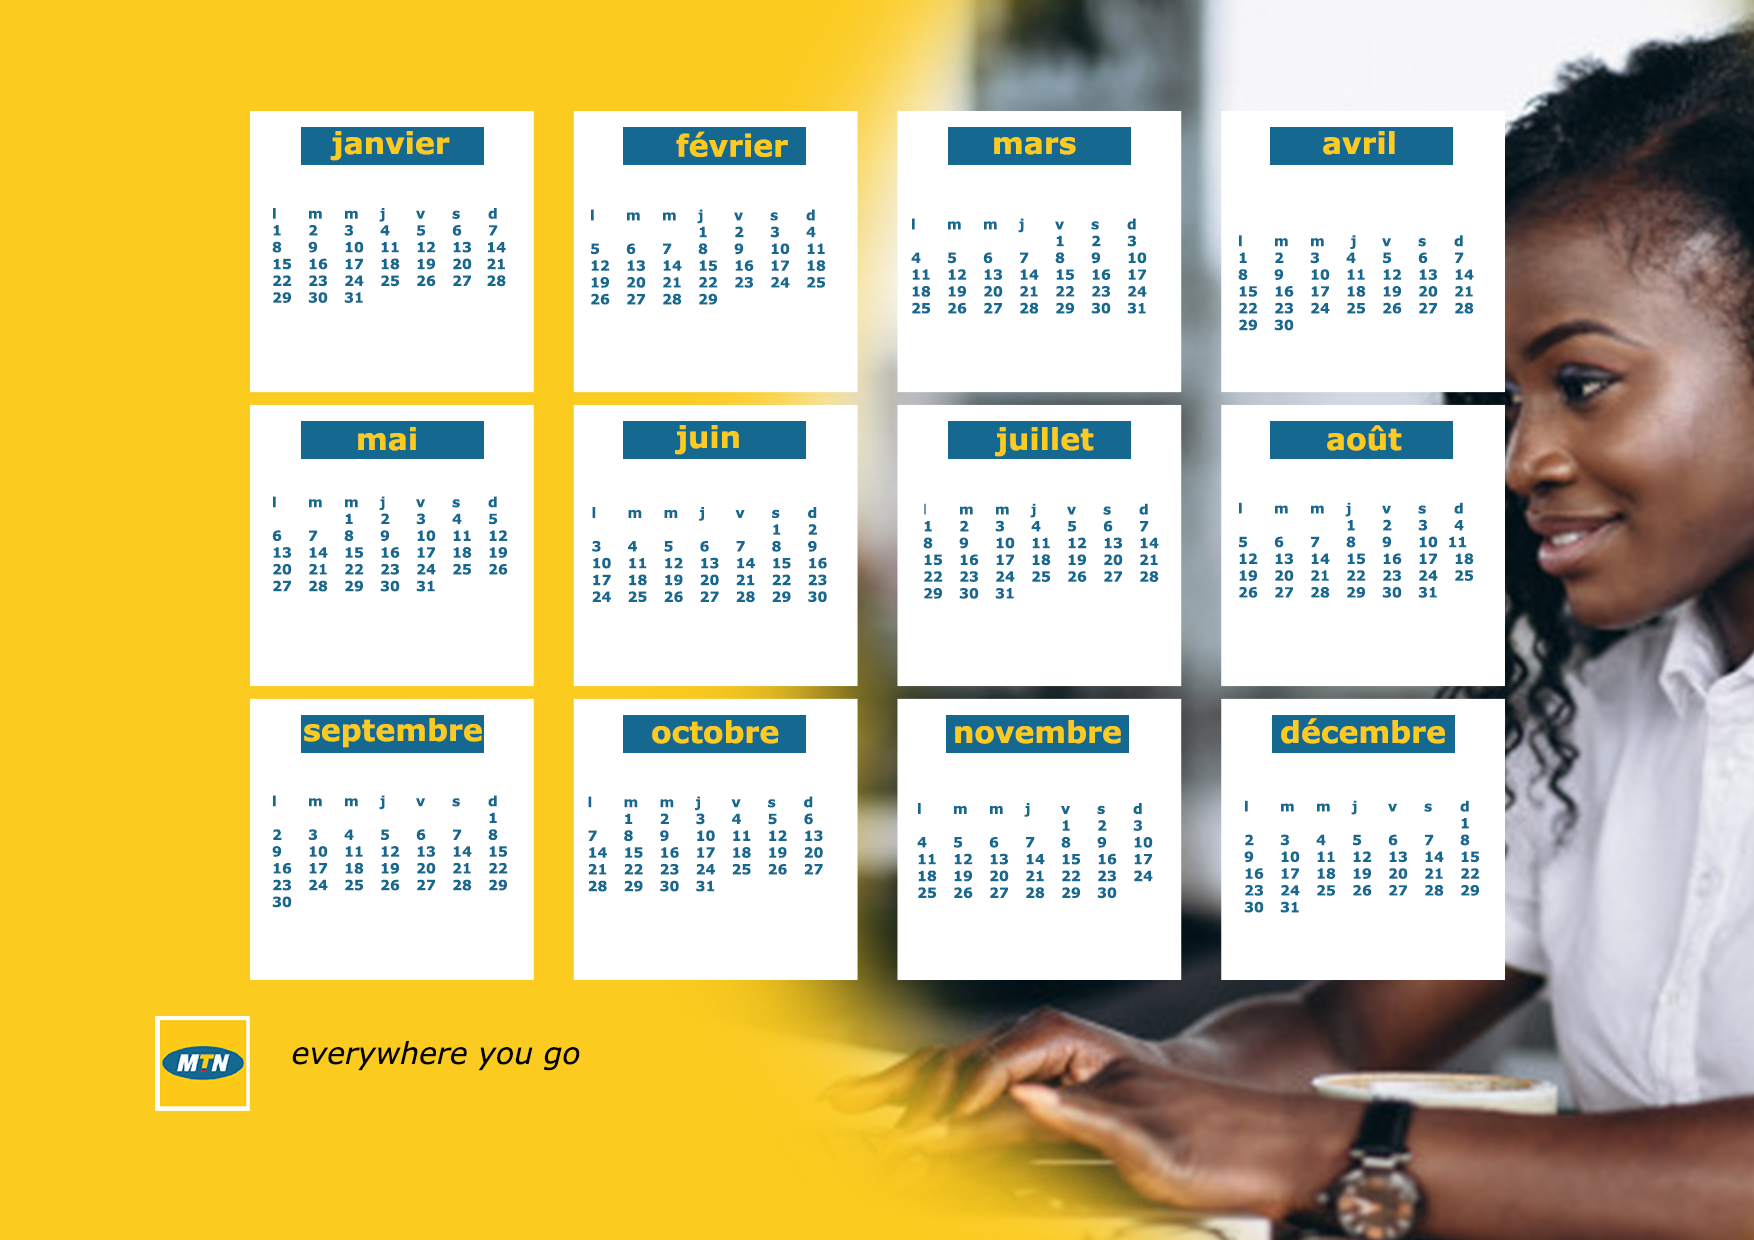 janvier
l m m j v s d
1 2 3 4 5 6 7
8 9 10 11 12 13 14
15 16 17 18 19 20 21
22 23 24 25 26 27 28
29 30 31
février
l m m j v s d
1 2 3 4
5 6 7 8 9 10 11
12 13 14 15 16 17 18
19 20 21 22 23 24 25
26 27 28 29
mars
l m m j v s d
1 2 3
4 5 6 7 8 9 10
11 12 13 14 15 16 17
18 19 20 21 22 23 24
25 26 27 28 29 30 31
avril
l m m j v s d
1 2 3 4 5 6 7
8 9 10 11 12 13 14
15 16 17 18 19 20 21
22 23 24 25 26 27 28
29 30
mai
l m m j v s d
1 2 3 4 5
6 7 8 9 10 11 12
13 14 15 16 17 18 19
20 21 22 23 24 25 26
27 28 29 30 31
juin
l m m j v s d
1 2
3 4 5 6 7 8 9
10 11 12 13 14 15 16
17 18 19 20 21 22 23
24 25 26 27 28 29 30
juillet
l m m j v s d
1 2 3 4 5 6 7
8 9 10 11 12 13 14
15 16 17 18 19 20 21
22 23 24 25 26 27 28
29 30 31
août
l m m j v s d
1 2 3 4
5 6 7 8 9 10 11
12 13 14 15 16 17 18
19 20 21 22 23 24 25
26 27 28 29 30 31
septembre
l m m j v s d
1
2 3 4 5 6 7 8
9 10 11 12 13 14 15
16 17 18 19 20 21 22
23 24 25 26 27 28 29
30
octobre
l m m j v s d
1 2 3 4 5 6
7 8 9 10 11 12 13
14 15 16 17 18 19 20
21 22 23 24 25 26 27
28 29 30 31
novembre
l m m j v s d
1 2 3
4 5 6 7 8 9 10
11 12 13 14 15 16 17
18 19 20 21 22 23 24
25 26 27 28 29 30
décembre
l m m j v s d
1
2 3 4 5 6 7 8
9 10 11 12 13 14 15
16 17 18 19 20 21 22
23 24 25 26 27 28 29
30 31
MTN
everywhere you go